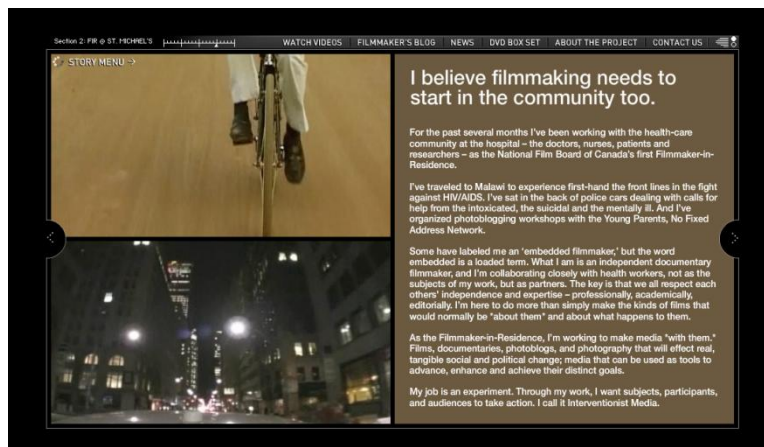 Section 2: FIR @ ST. MICHAEL'S
WATCH VIDEOS
FILMMAKER'S BLOG
NEWS
DVD BOX SET
ABOUT THE PROJECT
CONTACT US
STORY MENU
I believe filmmaking needs to
start in the community too.
For the past several months I've been working with the health-care
community at the hospital – the doctors, nurses, patients and
researchers – as the National Film Board of Canada's first Filmmaker-in-
Residence.
I've traveled to Malawi to experience first-hand the front lines in the fight
against HIV/AIDS. I've sat in the back of police cars dealing with calls for
help from the intoxicated, the suicidal and the mentally ill. And I've
organized photoblogging workshops with the Young Parents, No Fixed
Address Network.
Some have labeled me an 'embedded filmmaker,' but the word
embedded is a loaded term. What I am is an independent documentary
filmmaker, and I'm collaborating closely with health workers, not as the
subjects of my work, but as partners. The key is that we all respect each
others' independence and expertise – professionally, academically,
editorially. I'm here to do more than simply make the kinds of films that
would normally be *about them* and about what happens to them.
As the Filmmaker-in-Residence, I'm working to make media *with them.*
Films, documentaries, photoblogs, and photography that will effect real,
tangible social and political change; media that can be used as tools to
advance, enhance and achieve their distinct goals.
My job is an experiment. Through my work, I want subjects, participants,
and audiences to take action. I call it Interventionist Media.